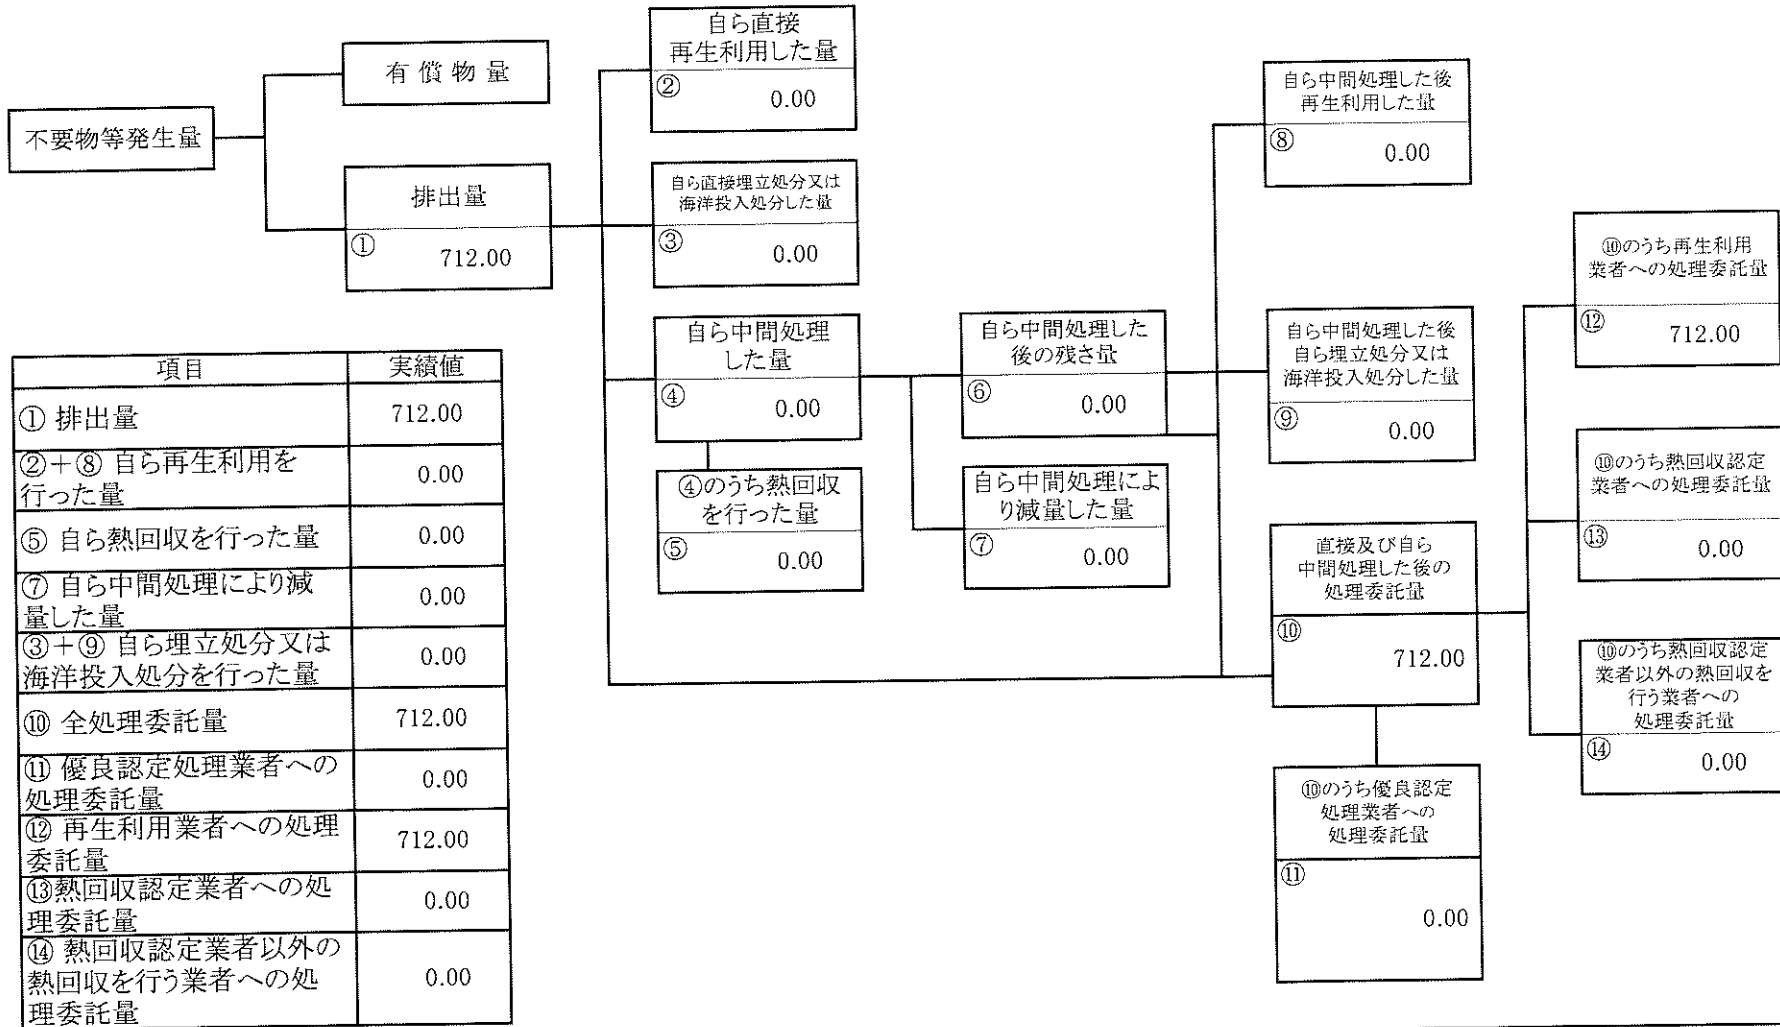 不要物等発生量
有償物量
排出量
① 712.00
自ら直接
再生利用した量
② 0.00
自ら直接埋立処分又は
海洋投入処分した量
③ 0.00
自ら中間処理
した量
④ 0.00
④のうち熱回収
を行った量
⑤ 0.00
自ら中間処理した
後の残さ量
⑥ 0.00
自ら中間処理によ
り減量した量
⑦ 0.00
自ら中間処理した後
再生利用した量
⑧ 0.00
自ら中間処理した後
自ら埋立処分又は
海洋投入処分した量
⑨ 0.00
直接及び自ら
中間処理した後の
処理委託量
⑩ 712.00
⑩のうち優良認定
処理業者への
処理委託量
⑪ 0.00
⑩のうち再生利用
業者への処理委託量
⑫ 712.00
⑩のうち熱回収認定
業者への処理委託量
⑬ 0.00
⑩のうち熱回収認定
業者以外の熱回収を
行う業者への
処理委託量
⑭ 0.00
項目 実績値
① 排出量 712.00
②+⑧ 自ら再生利用を
行った量 0.00
⑤ 自ら熱回収を行った量 0.00
⑦ 自ら中間処理により減
量した量 0.00
③+⑨ 自ら埋立処分又は
海洋投入処分を行った量 0.00
⑩ 全処理委託量 712.00
⑪ 優良認定処理業者への
処理委託量 0.00
⑫ 再生利用業者への処理
委託量 712.00
⑬熱回収認定業者への処
理委託量 0.00
⑭ 熱回収認定業者以外の
熱回収を行う業者への処
理委託量 0.00